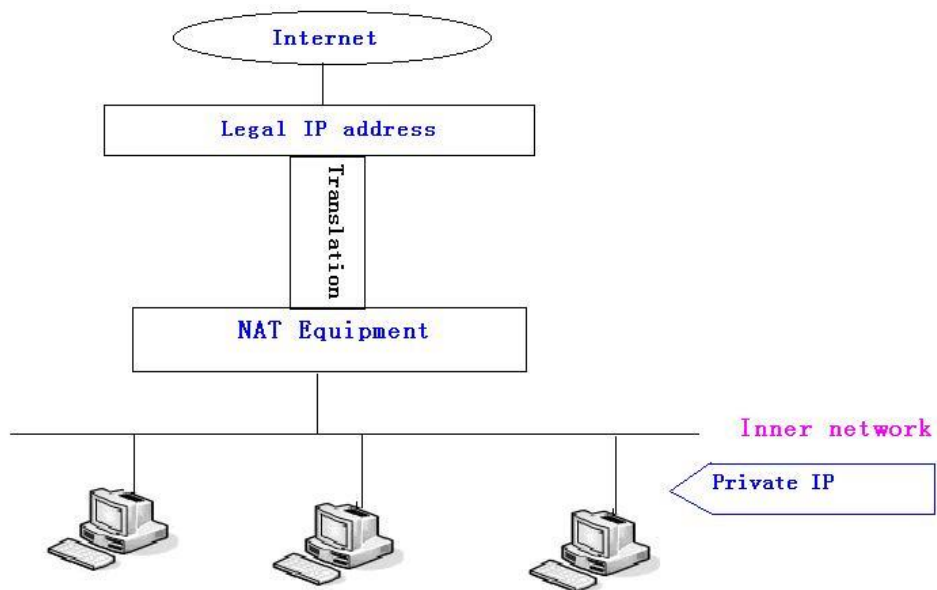 Internet
Legal IP address
Translation
NAT Equipment
Inner network
Private IP